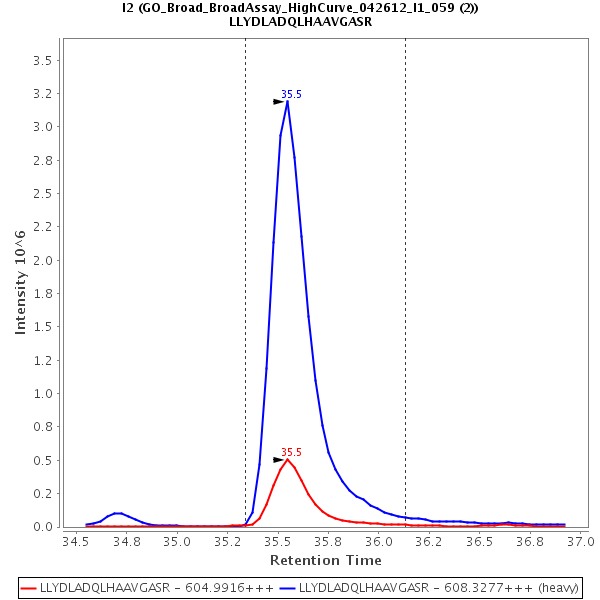 I2 (GO_Broad_BroadAssay_HighCurve_042612_I1_059 (2))
LLYDLADQLHAAVGASR
Intensity 10^6
3.5
3.2
3.0
2.8
2.5
2.2
2.0
1.8
1.5
1.2
1.0
0.8
0.5
0.2
0.0
35.5
35.5
34.5 34.8 35.0 35.2 35.5 35.8 36.0 36.2 36.5 36.8 37.0
Retention Time
LLYDLADQLHAAVGASR - 604.9916+++ LLYDLADQLHAAVGASR - 608.3277+++ (heavy)